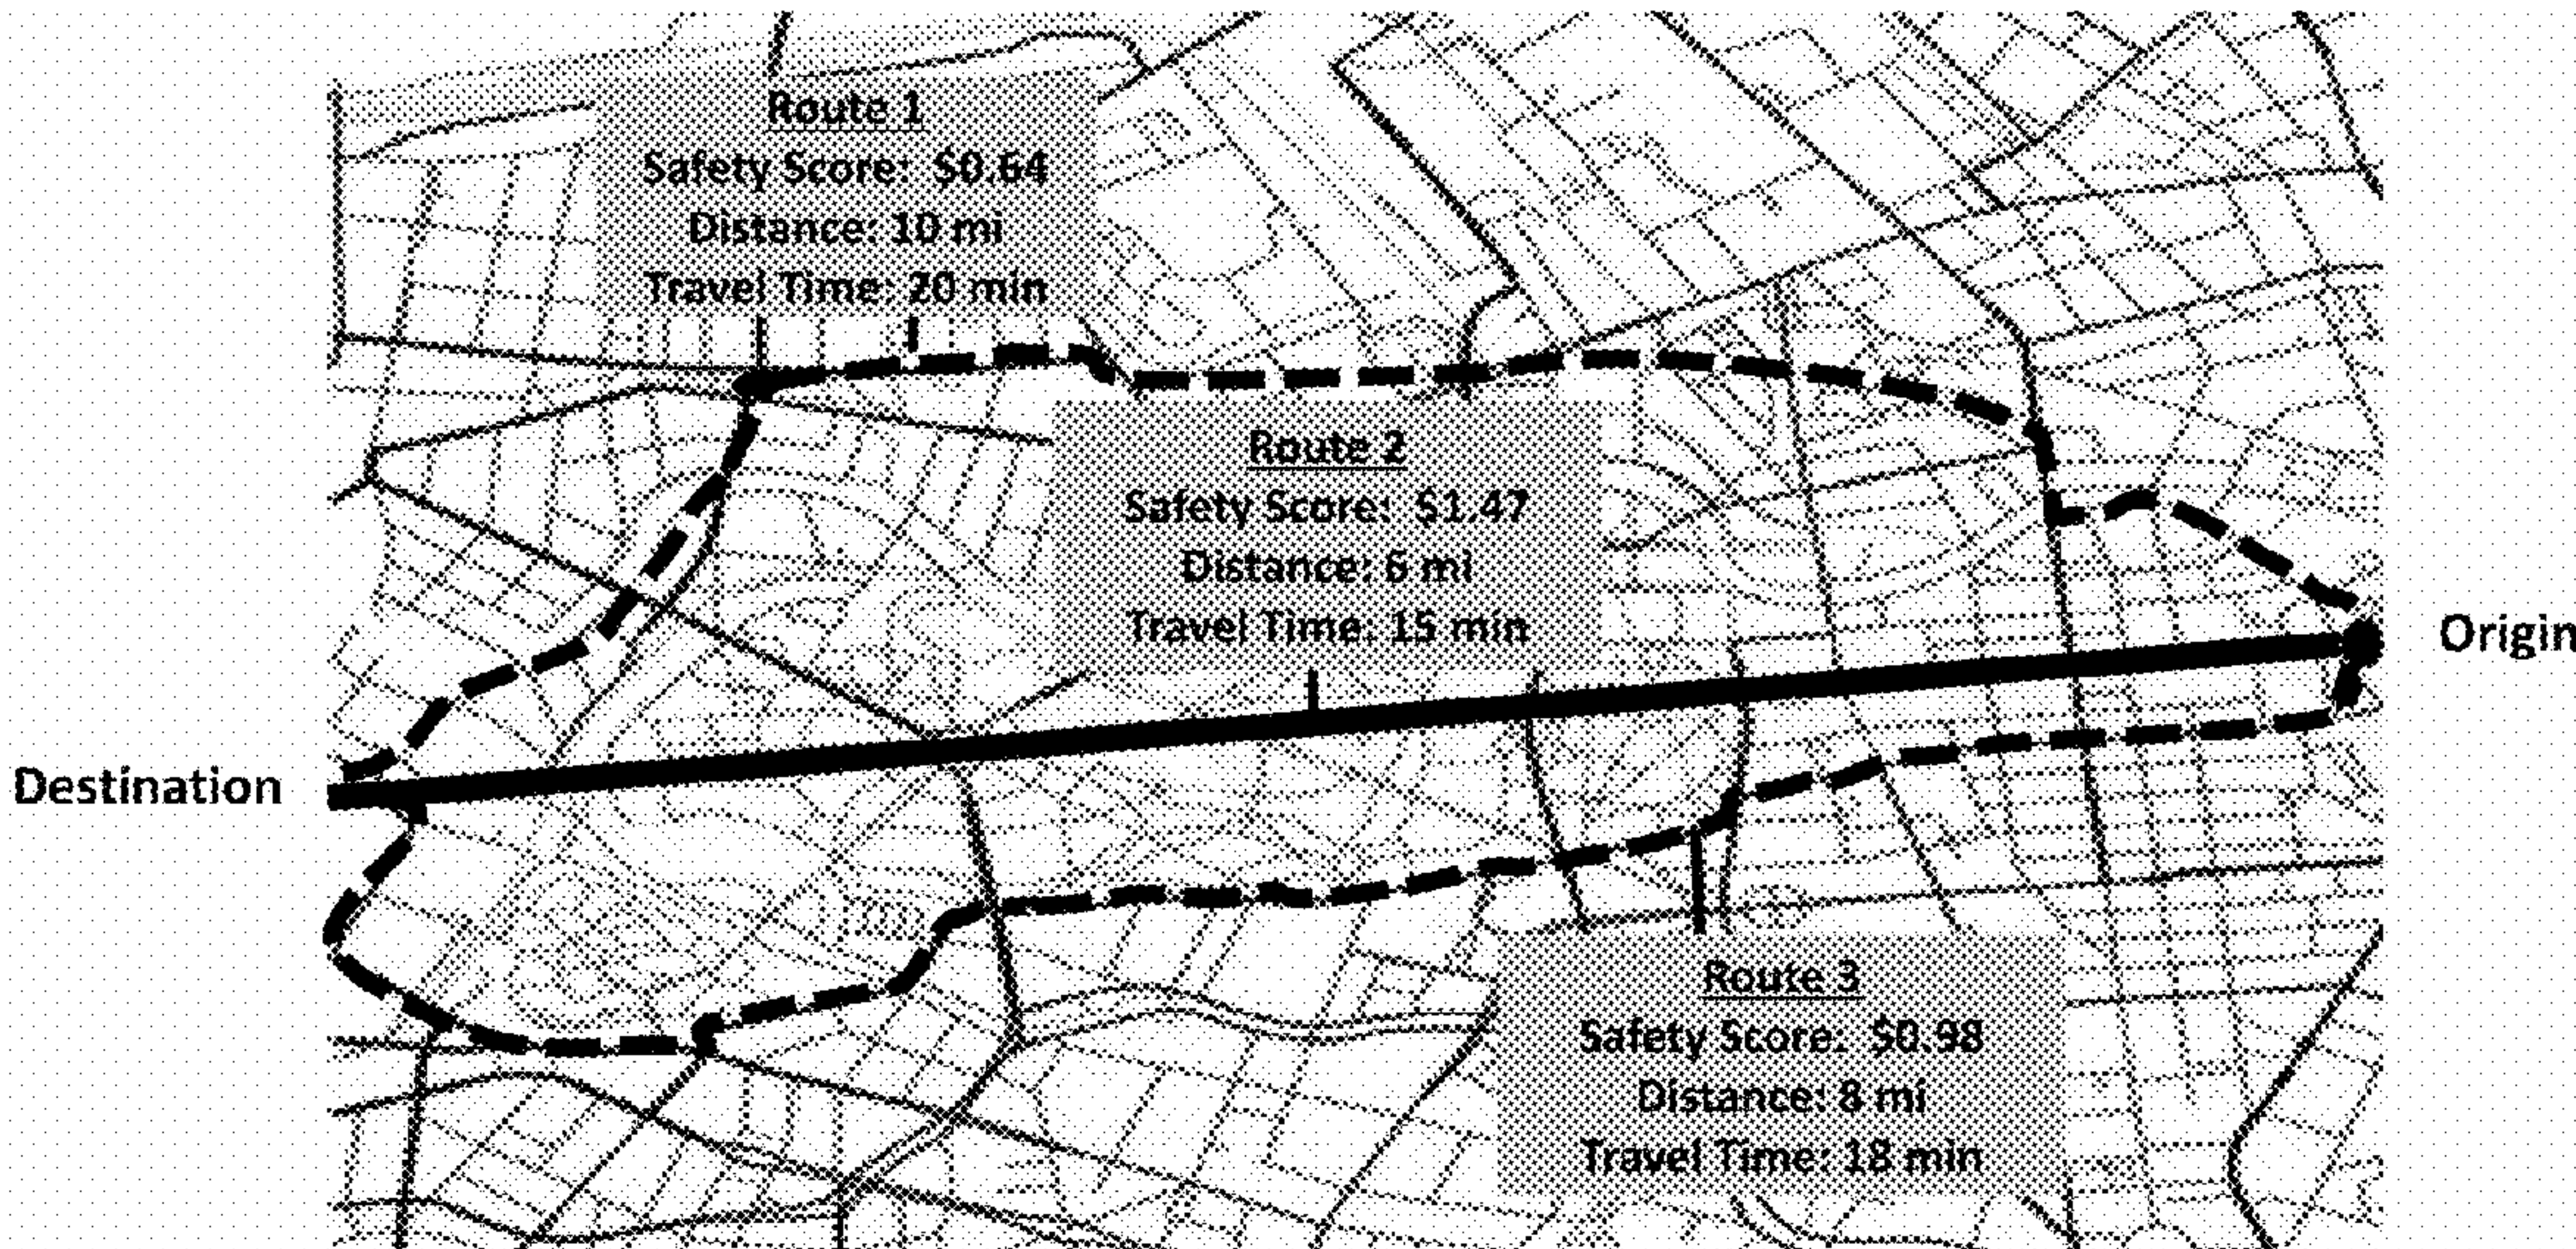 Route 1
Safety Score: $0.64
Distance: 10 mi
Travel Time: 20 min
Route 2
Safety Score: $1.47
Distance: 6 mi
Travel Time: 15 min
Origin
Destination
Route 3
Safety Score: $0.98
Distance: 8 mi
Travel Time: 18 min